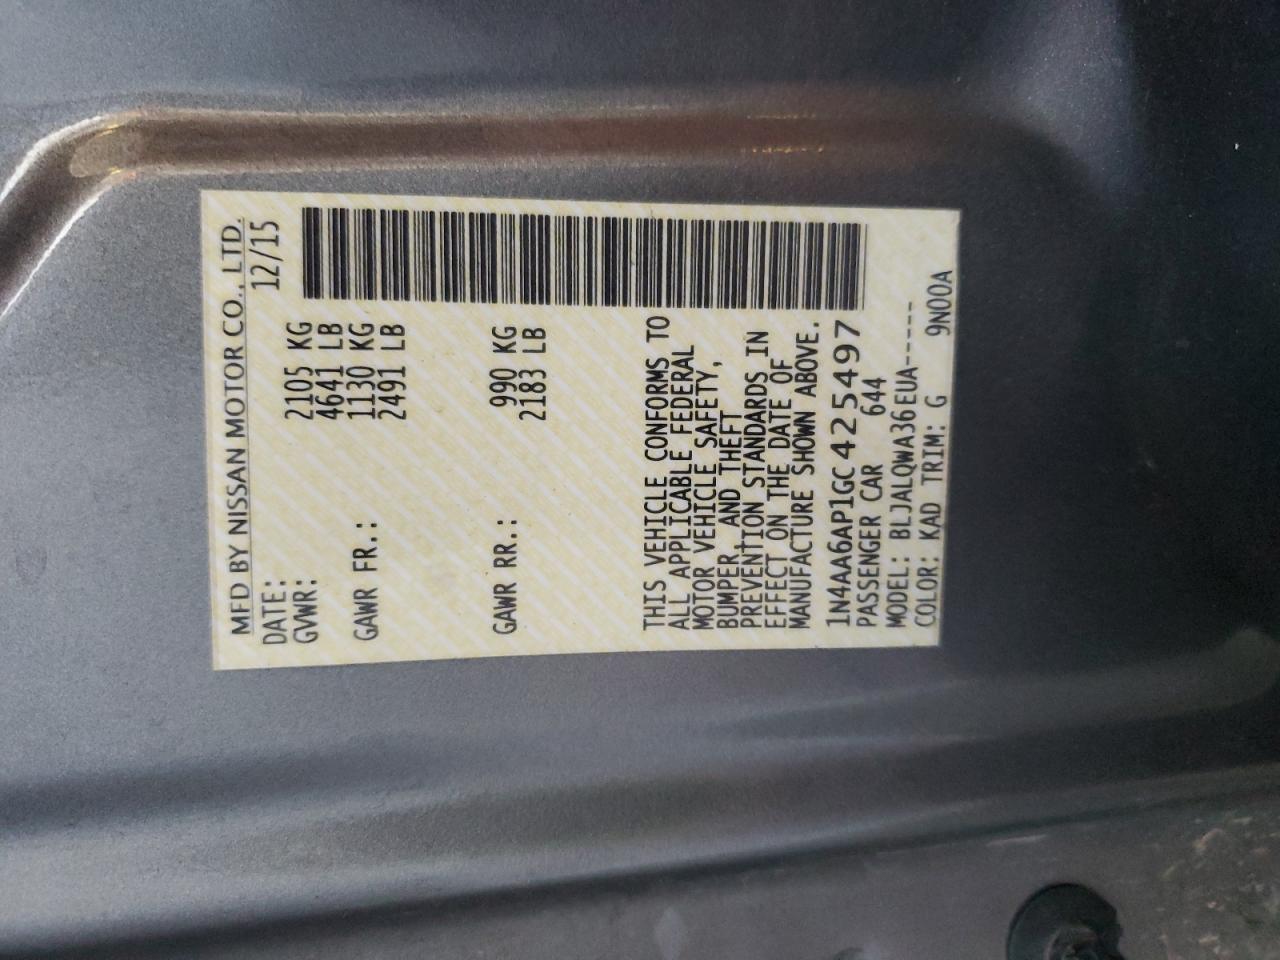 MFD BY NISSAN MOTOR CO., LTD.
DATE: 12/15
GVWR: 2105 KG
4641 LB
GAWR FR.: 1130 KG
2491 LB
GAWR RR.: 990 KG
2183 LB
THIS VEHICLE CONFORMS TO
ALL APPLICABLE FEDERAL
MOTOR VEHICLE SAFETY,
BUMPER, AND THEFT
PREVENTION STANDARDS IN
EFFECT ON THE DATE OF
MANUFACTURE SHOWN ABOVE.
1N4AA6AP1GC425497
PASSENGER CAR 644
MODEL: BLJALQWA36EUA-----
COLOR: KAD TRIM: G 9N00A